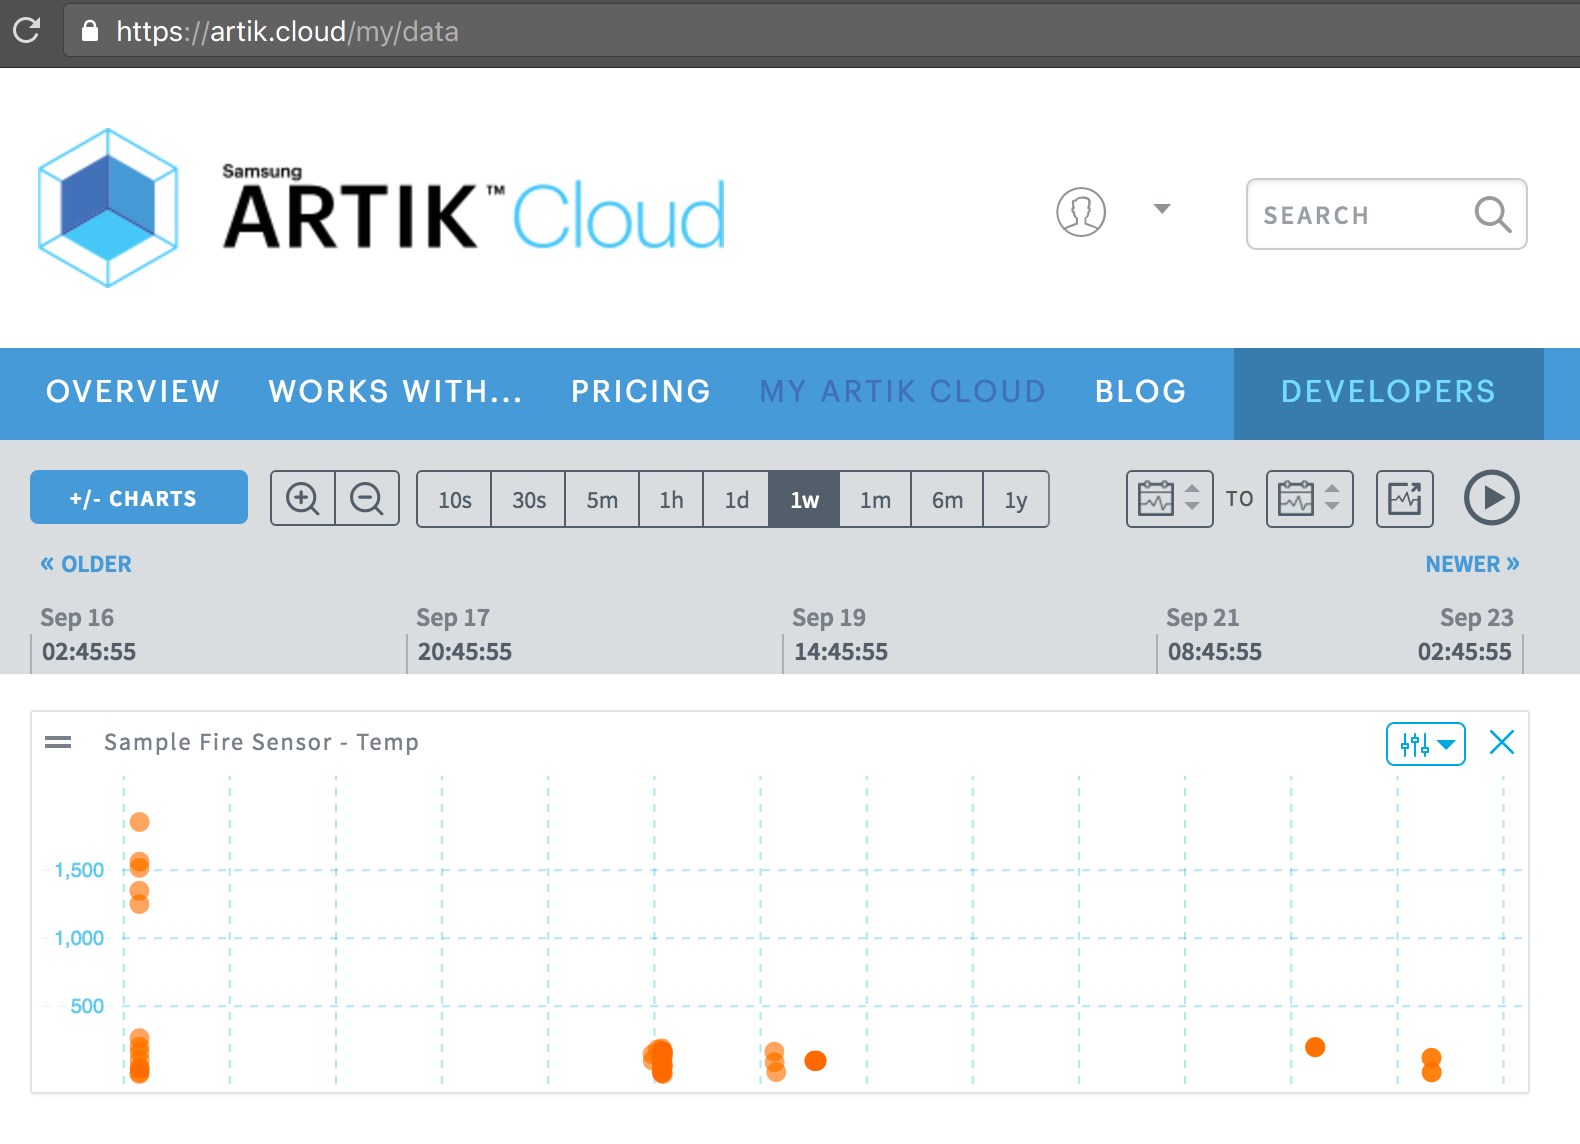 https://artik.cloud/my/data
Samsung
ARTIK™ Cloud
SEARCH
OVERVIEW WORKS WITH... PRICING MY ARTIK CLOUD BLOG DEVELOPERS
+/- CHARTS 10s 30s 5m 1h 1d 1w 1m 6m 1y TO
« OLDER NEWER »
Sep 16 Sep 17 Sep 19 Sep 21 Sep 23
02:45:55 20:45:55 14:45:55 08:45:55 02:45:55
Sample Fire Sensor - Temp
1,500
1,000
500